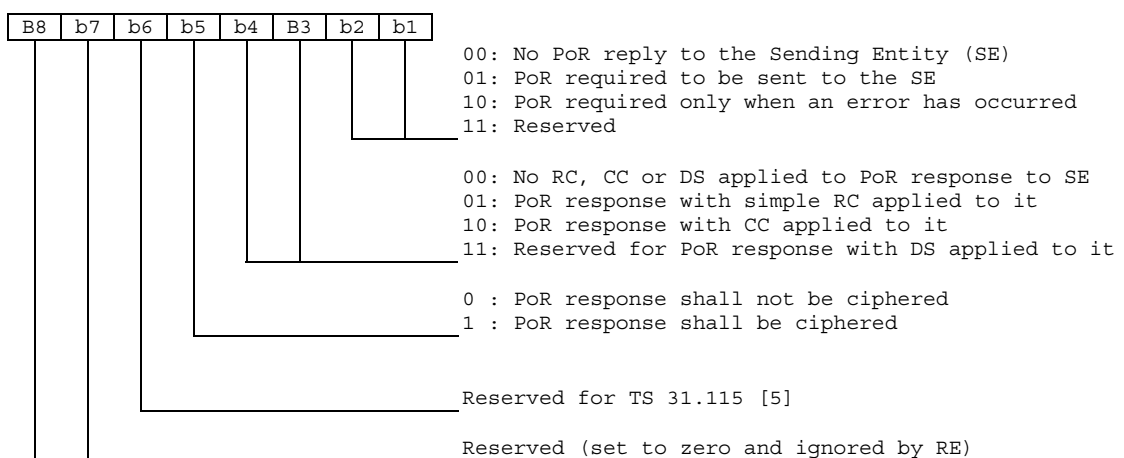 B8 b7 b6 b5 b4 B3 b2 b1
00: No PoR reply to the Sending Entity (SE)
01: PoR required to be sent to the SE
10: PoR required only when an error has occurred
11: Reserved
00: No RC, CC or DS applied to PoR response to SE
01: PoR response with simple RC applied to it
10: PoR response with CC applied to it
11: Reserved for PoR response with DS applied to it
0 : PoR response shall not be ciphered
1 : PoR response shall be ciphered
Reserved for TS 31.115 [5]
Reserved (set to zero and ignored by RE)